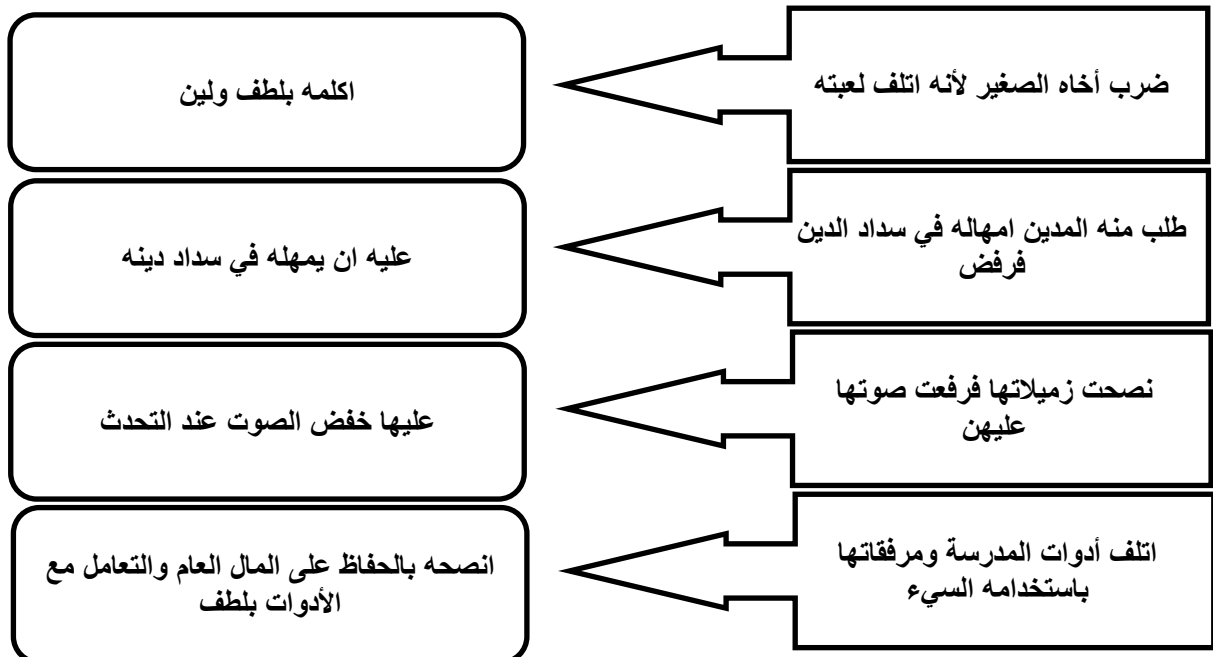 ضرب أخاه الصغير لأنه اتلف لعبته
اكلمه بلطف ولين
طلب منه المدين امهاله في سداد الدين
فرفض
عليه ان يمهله في سداد دينه
نصحت زميلاتها فرفعت صوتها
عليهن
عليها خفض الصوت عند التحدث
اتلف أدوات المدرسة ومرفقاتها
باستخدامه السيء
انصحه بالحفاظ على المال العام والتعامل مع
الأدوات بلطف